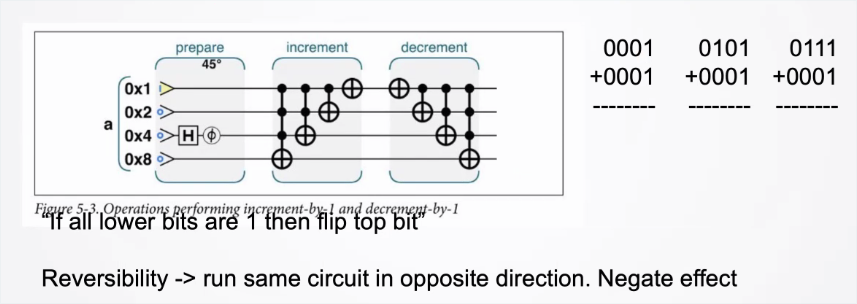 prepare increment decrement
45°
0x1
0x2
a 0x4 H ϕ
0x8
Figure 5-3. Operations performing increment-by-1 and decrement-by-1
0001 0101 0111
+0001 +0001 +0001
-------- -------- --------
“If all lower bits are 1 then flip top bit”
Reversibility -> run same circuit in opposite direction. Negate effect